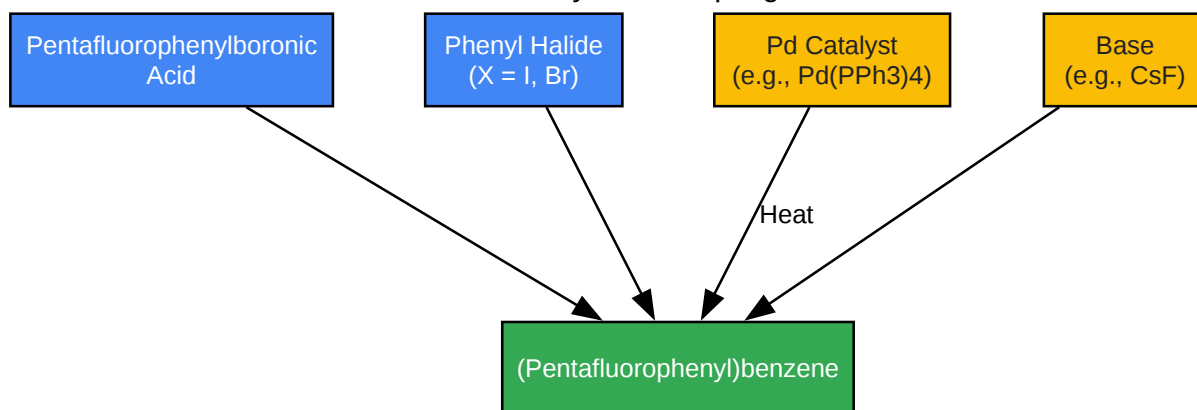 Pentafluorophenylboronic
Acid
Phenyl Halide
(X = I, Br)
Pd Catalyst
(e.g., Pd(PPh3)4)
Base
(e.g., CsF)
Heat
(Pentafluorophenyl)benzene